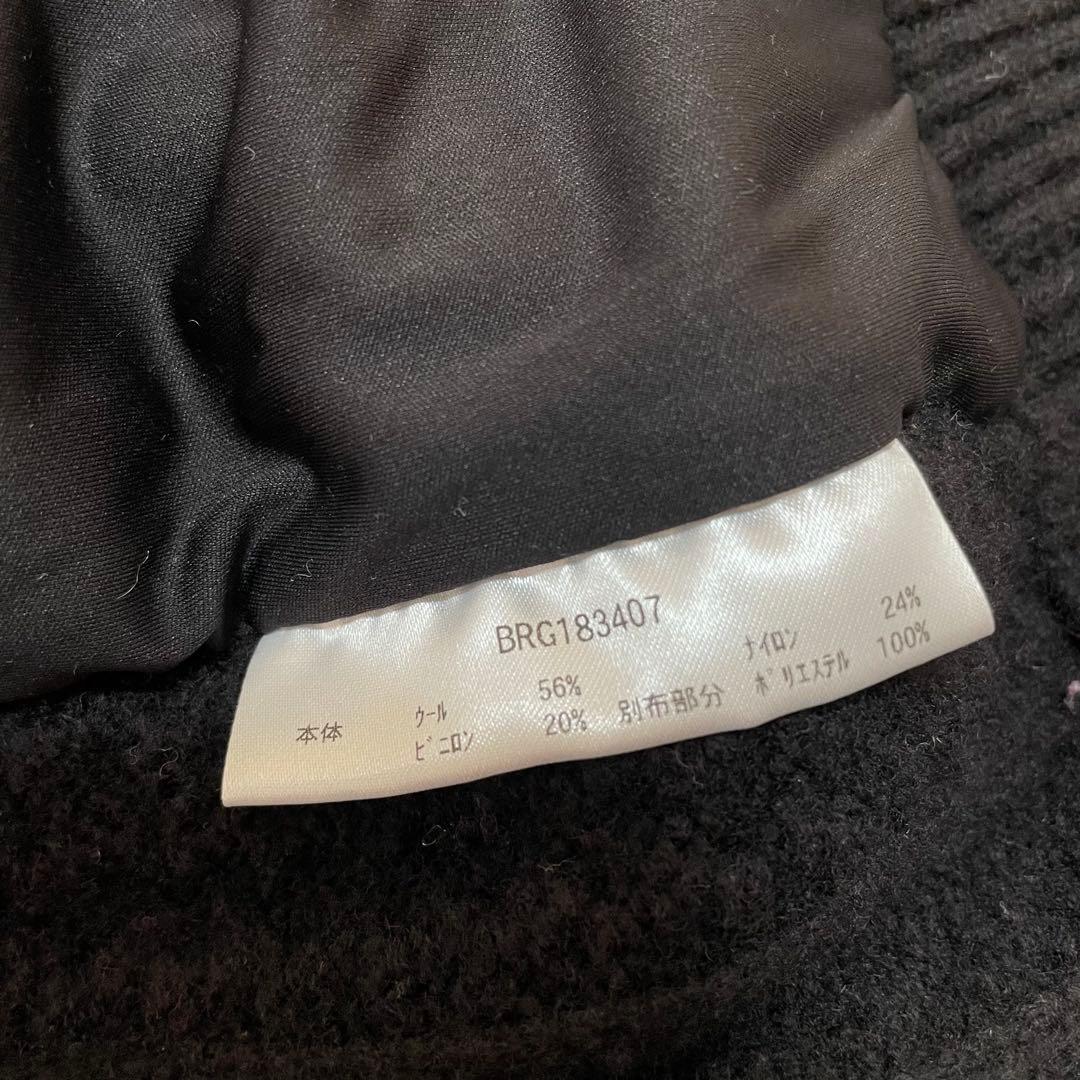 BRG183407
本体 ウール 56% ナイロン 24%
ビニロン 20% 別布部分 ポリエステル 100%